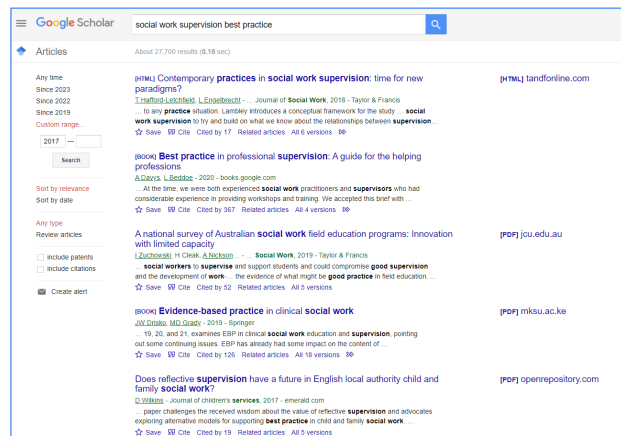 Google Scholar
social work supervision best practice
Articles
About 27,700 results (0.15 sec)
Any time
Since 2023
Since 2022
Since 2019
Custom range...
2017 —
Search
Sort by relevance
Sort by date
Any type
Review articles
include patents
include citations
Create alert
[HTML] Contemporary practices in social work supervision: time for new
paradigms?
T Hafford-Letchfield, L Engelbrecht - ... Journal of Social Work, 2018 - Taylor & Francis
... to any practice situation. Lambley introduces a conceptual framework for the study ... social
work supervision to try and build on what we know about the relationships between supervision...
Save Cite Cited by 17 Related articles All 6 versions
[HTML] tandfonline.com
[BOOK] Best practice in professional supervision: A guide for the helping
professions
A Davys, L Beddoe - 2020 - books.google.com
... At the time, we were both experienced social work practitioners and supervisors who had
considerable experience in providing workshops and training. We accepted this brief with ...
Save Cite Cited by 367 Related articles All 4 versions
A national survey of Australian social work field education programs: Innovation
with limited capacity
I Zuchowski, H Cleak, A Nickson... - ... Social Work, 2019 - Taylor & Francis
... social workers to supervise and support students and could compromise good supervision
and the development of work-... the evidence of what might be good practice in field education. ...
Save Cite Cited by 52 Related articles All 5 versions
[PDF] jcu.edu.au
[BOOK] Evidence-based practice in clinical social work
JW Drisko, MD Grady - 2019 - Springer
... 19, 20, and 21, examines EBP in clinical social work education and supervision, pointing
out some continuing issues. EBP has already had some impact on the content of ...
Save Cite Cited by 126 Related articles All 18 versions
[PDF] mksu.ac.ke
Does reflective supervision have a future in English local authority child and
family social work?
D Wilkins - Journal of children's services, 2017 - emerald.com
... paper challenges the received wisdom about the value of reflective supervision and advocates
exploring alternative models for supporting best practice in child and family social work. ...
Save Cite Cited by 19 Related articles All 5 versions
[PDF] openrepository.com